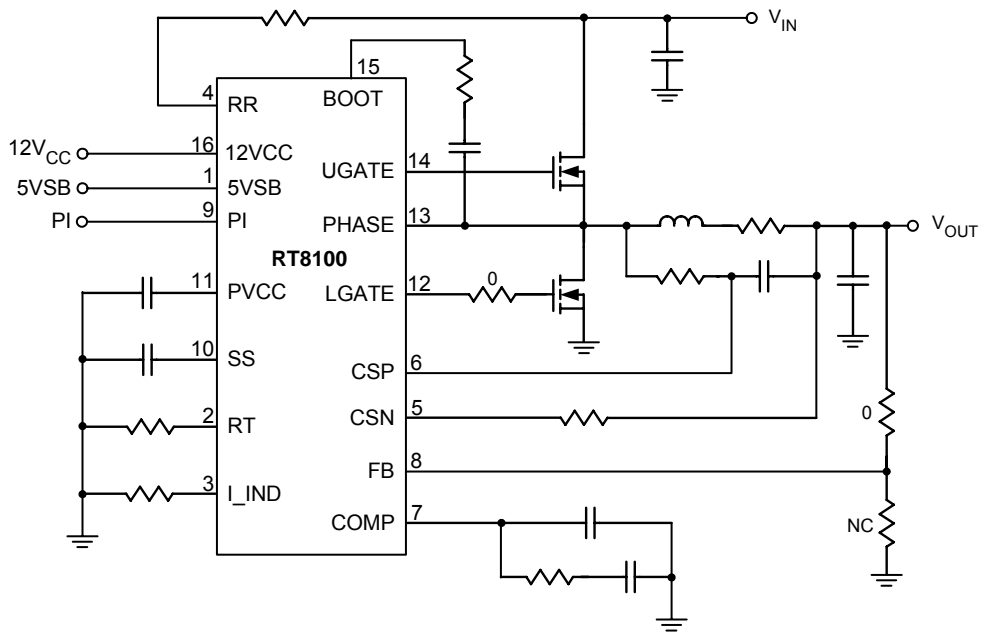 V_IN
15
BOOT
4
RR
12V_CC
16
12VCC
UGATE
14
5VSB
1
5VSB
PI
9
PI
PHASE
13
V_OUT
RT8100
11
PVCC
LGATE
12
0
10
SS
CSP
6
2
RT
CSN
5
0
FB
8
3
I_IND
COMP
7
NC